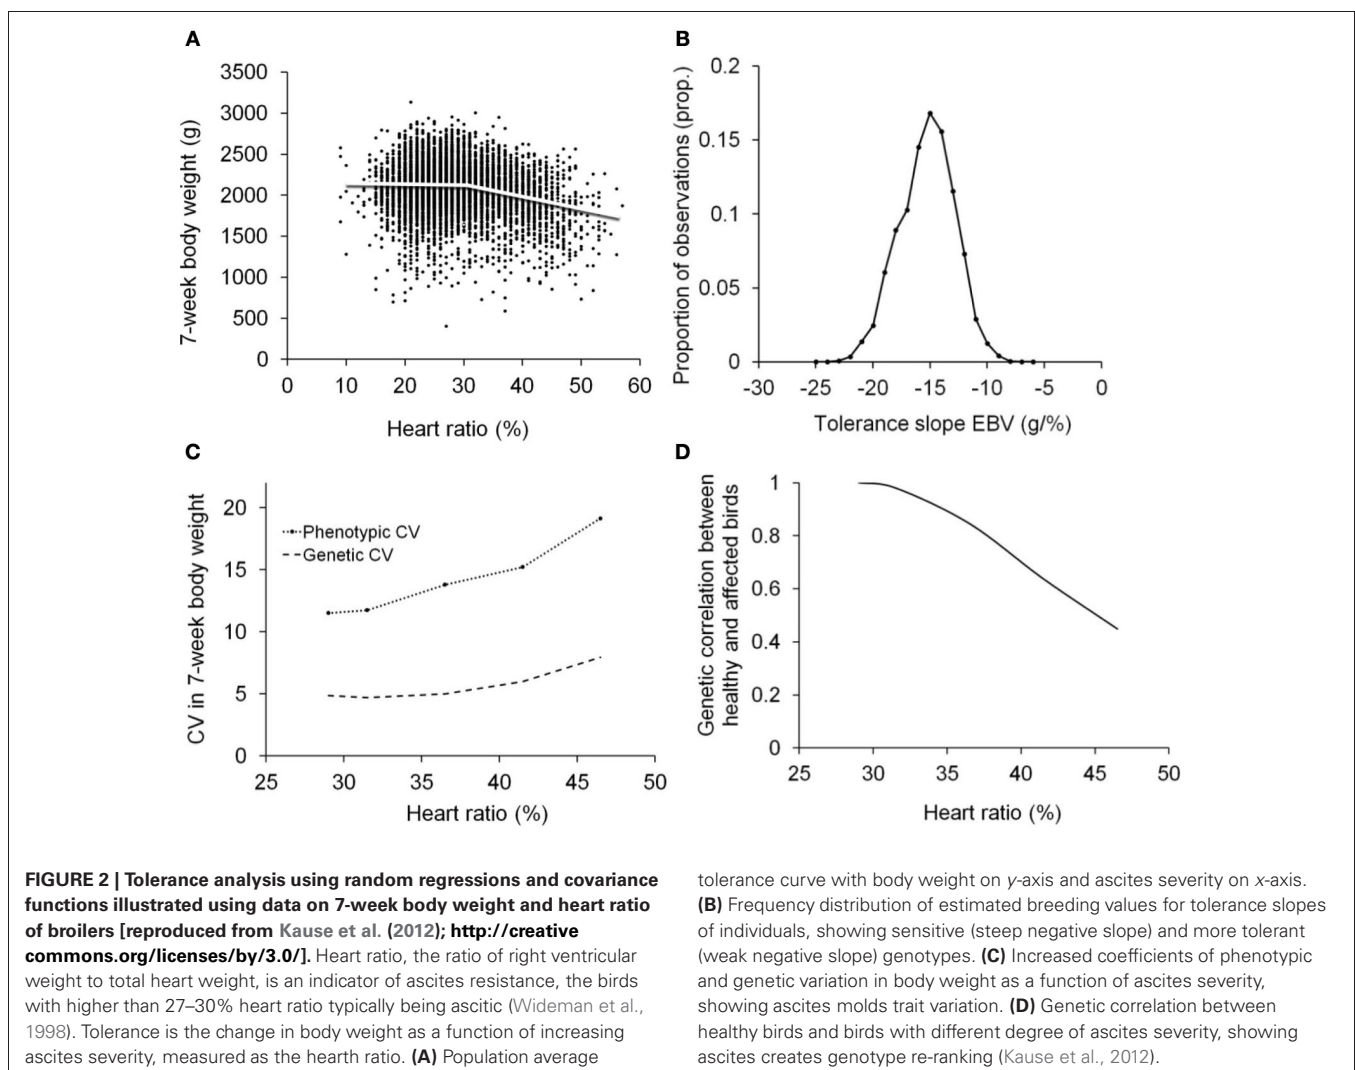 A
3500
3000
2500
2000
1500
1000
500
0
7-week body weight (g)
0 10 20 30 40 50 60
Heart ratio (%)
B
0.2
0.15
0.1
0.05
0
Proportion of observations (prop.)
-30 -25 -20 -15 -10 -5 0
Tolerance slope EBV (g/%)
C
20
15
10
5
0
CV in 7-week body weight
Phenotypic CV
Genetic CV
25 30 35 40 45 50
Heart ratio (%)
D
1
0.8
0.6
0.4
0.2
0
Genetic correlation between
healthy and affected birds
25 30 35 40 45 50
Heart ratio (%)
FIGURE 2 | Tolerance analysis using random regressions and covariance
functions illustrated using data on 7-week body weight and heart ratio
of broilers [reproduced from Kause et al. (2012); http://creative
commons.org/licenses/by/3.0/]. Heart ratio, the ratio of right ventricular
weight to total heart weight, is an indicator of ascites resistance, the birds
with higher than 27–30% heart ratio typically being ascitic (Wideman et al.,
1998). Tolerance is the change in body weight as a function of increasing
ascites severity, measured as the hearth ratio. (A) Population average
tolerance curve with body weight on y-axis and ascites severity on x-axis.
(B) Frequency distribution of estimated breeding values for tolerance slopes
of individuals, showing sensitive (steep negative slope) and more tolerant
(weak negative slope) genotypes. (C) Increased coefficients of phenotypic
and genetic variation in body weight as a function of ascites severity,
showing ascites molds trait variation. (D) Genetic correlation between
healthy birds and birds with different degree of ascites severity, showing
ascites creates genotype re-ranking (Kause et al., 2012).